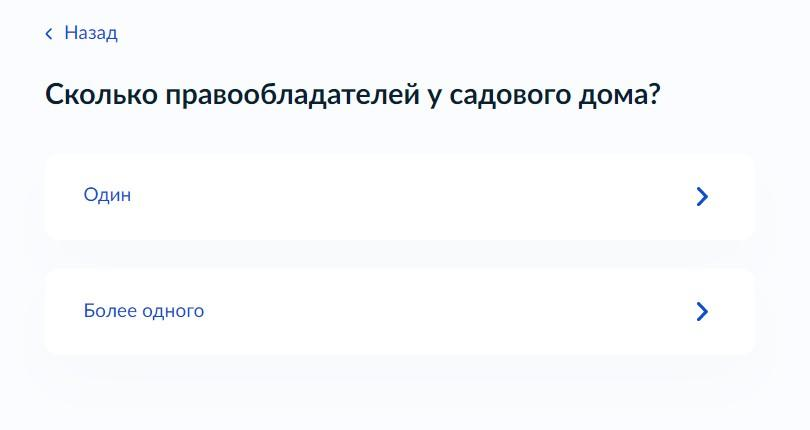 Назад
Сколько правообладателей у садового дома?
Один
Более одного